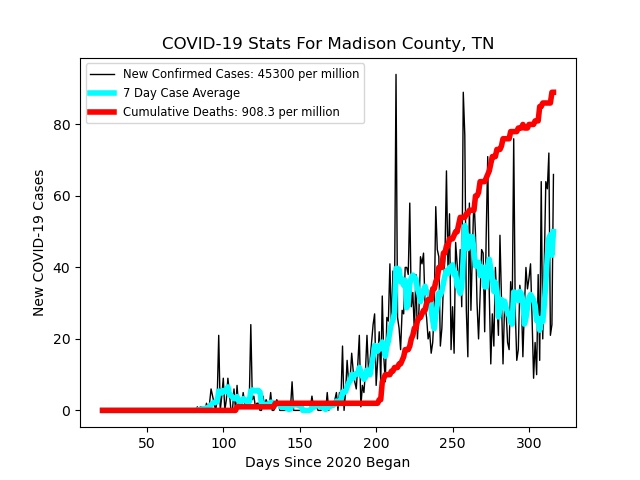 COVID-19 Stats For Madison County, TN
New Confirmed Cases: 45300 per million
7 Day Case Average
Cumulative Deaths: 908.3 per million
New COVID-19 Cases
80
60
40
20
0
50 100 150 200 250 300
Days Since 2020 Began